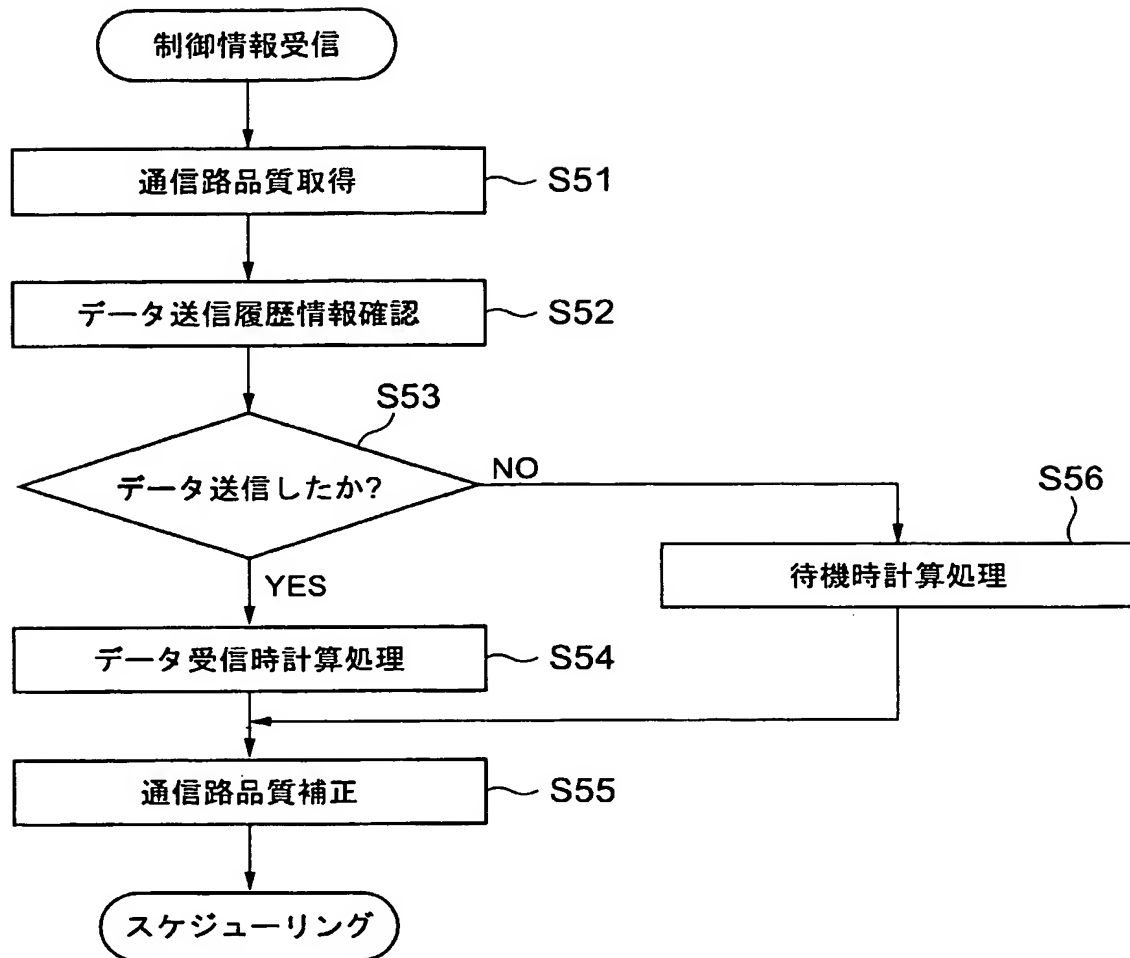 制御情報受信
通信路品質取得
S51
データ送信履歴情報確認
S52
S53
データ送信したか?
NO
YES
S56
待機時計算処理
データ受信時計算処理
S54
通信路品質補正
S55
スケジューリング